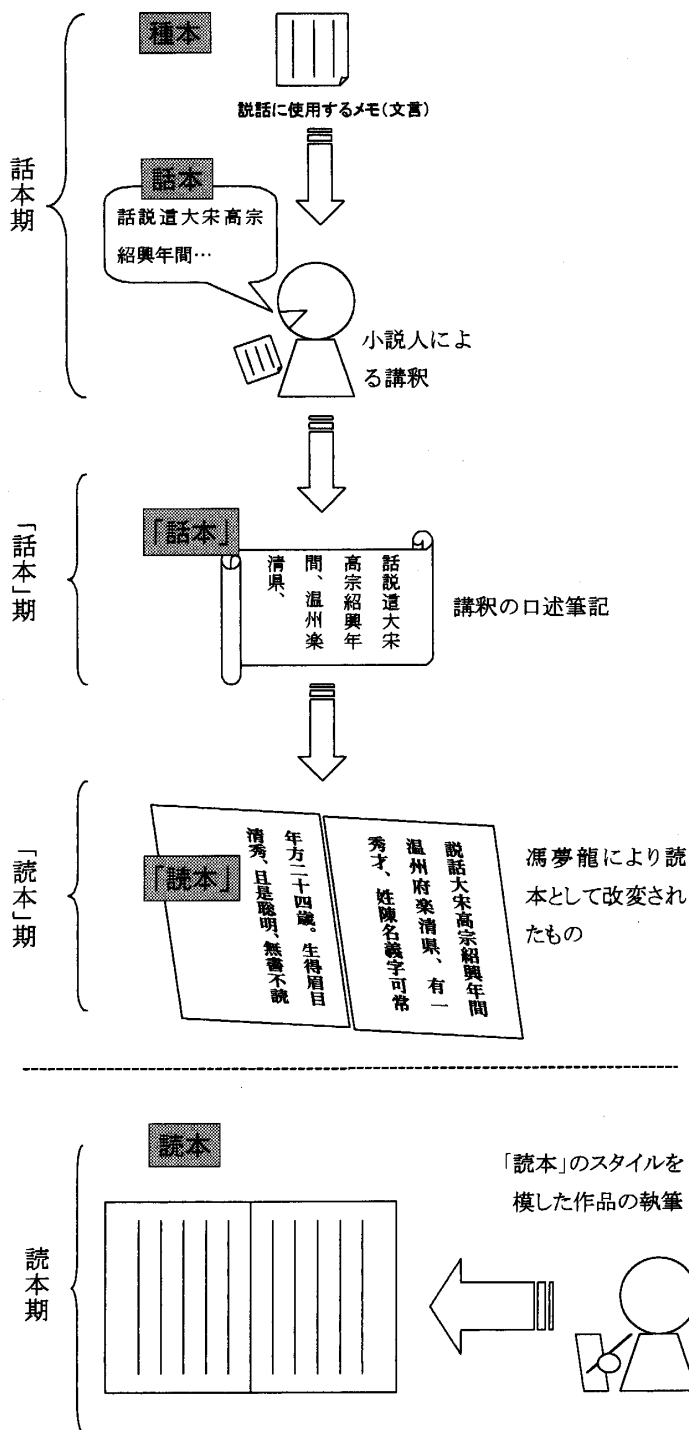 種本
説話に使用するメモ(文言)
話本期
話本
話説道大宋高宗
紹興年間…
小説人によ
る講釈
「話本」期
「話本」
話説道大宋
高宗紹興年
間、温州楽
清県、
講釈の口述筆記
「読本」期
「読本」
説話大宋高宗紹興年間
温州府楽清県、有一
秀才、姓陳名義字可常
年方二十四歳。生得眉目
清秀、且是聡明、無書不読
馮夢龍により読
本として改変され
たもの
読本期
読本
「読本」のスタイルを
模した作品の執筆